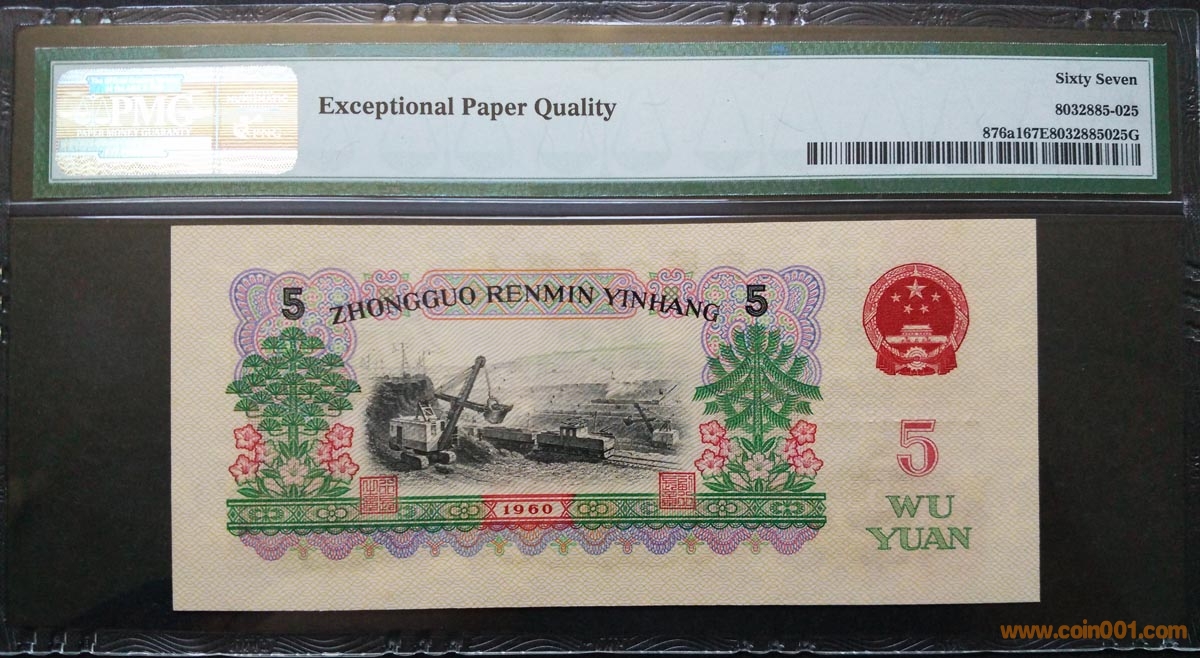 PMG
PAPER MONEY GUARANTY
PMG
Exceptional Paper Quality
Sixty Seven
8032885-025
876a167E8032885025G
5 ZHONGGUO RENMIN YINHANG 5
1960
5
WU
YUAN
www.coin001.com